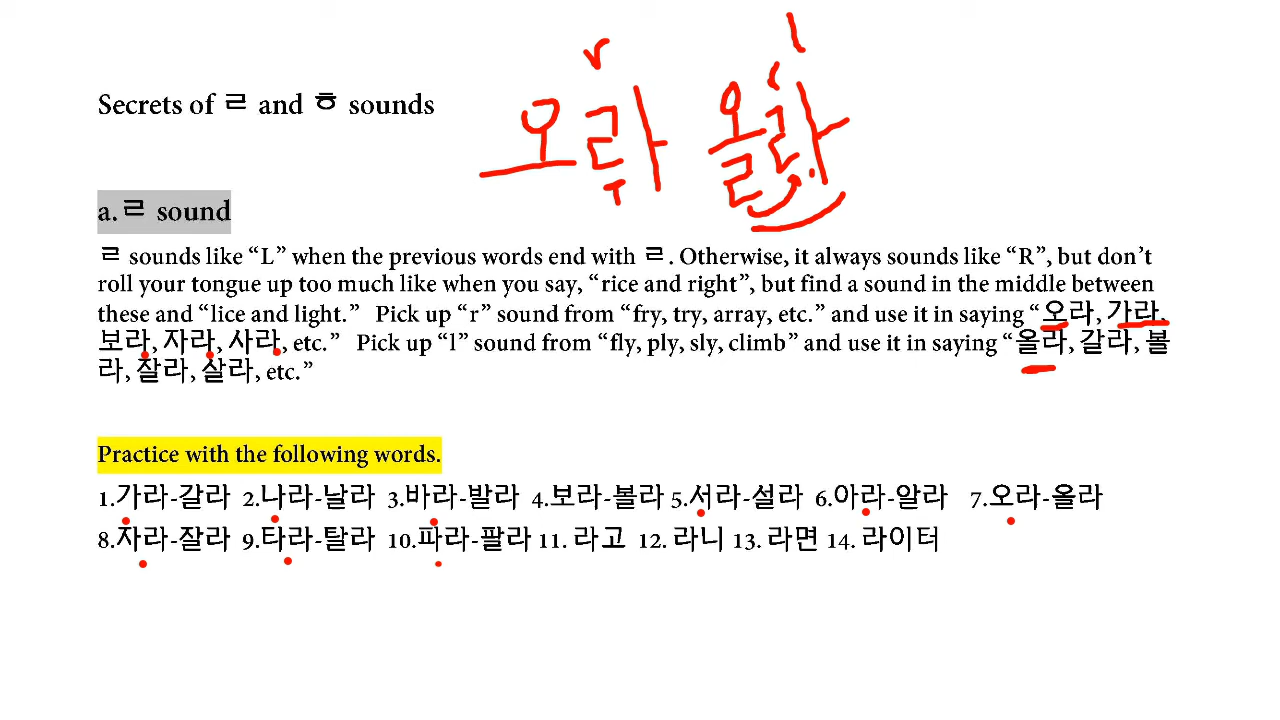 r
l
오라 올라
Secrets of ㄹ and ㅎ sounds
a.ㄹ sound
ㄹ sounds like “L” when the previous words end with ㄹ. Otherwise, it always sounds like “R”, but don’t
roll your tongue up too much like when you say, “rice and right”, but find a sound in the middle between
these and “lice and light.” Pick up “r” sound from “fry, try, array, etc.” and use it in saying “오라, 가라,
보라, 자라, 사라, etc.” Pick up “l” sound from “fly, ply, sly, climb” and use it in saying “올라, 갈라, 볼
라, 잘라, 살라, etc.”
Practice with the following words.
1.가라-갈라 2.나라-날라 3.바라-발라 4.보라-볼라 5.서라-설라 6.아라-알라 7.오라-올라
8.자라-잘라 9.타라-탈라 10.파라-팔라 11. 라고 12. 라니 13. 라면 14. 라이터